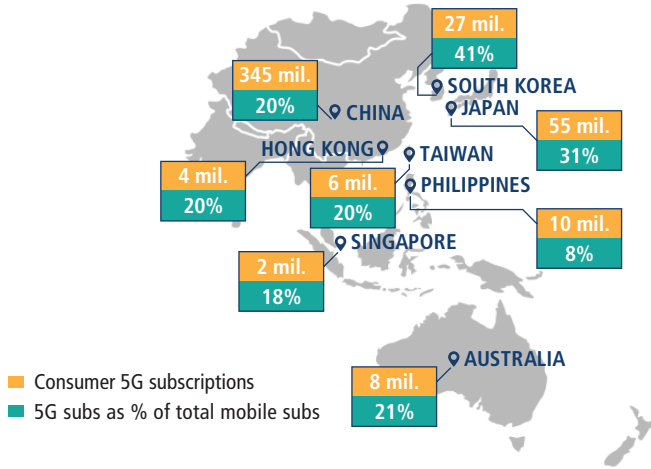 27 mil.
41%
SOUTH KOREA
345 mil.
20%
CHINA
JAPAN
55 mil.
31%
HONG KONG
4 mil.
20%
TAIWAN
6 mil.
20%
PHILIPPINES
10 mil.
8%
SINGAPORE
2 mil.
18%
AUSTRALIA
8 mil.
21%
Consumer 5G subscriptions
5G subs as % of total mobile subs